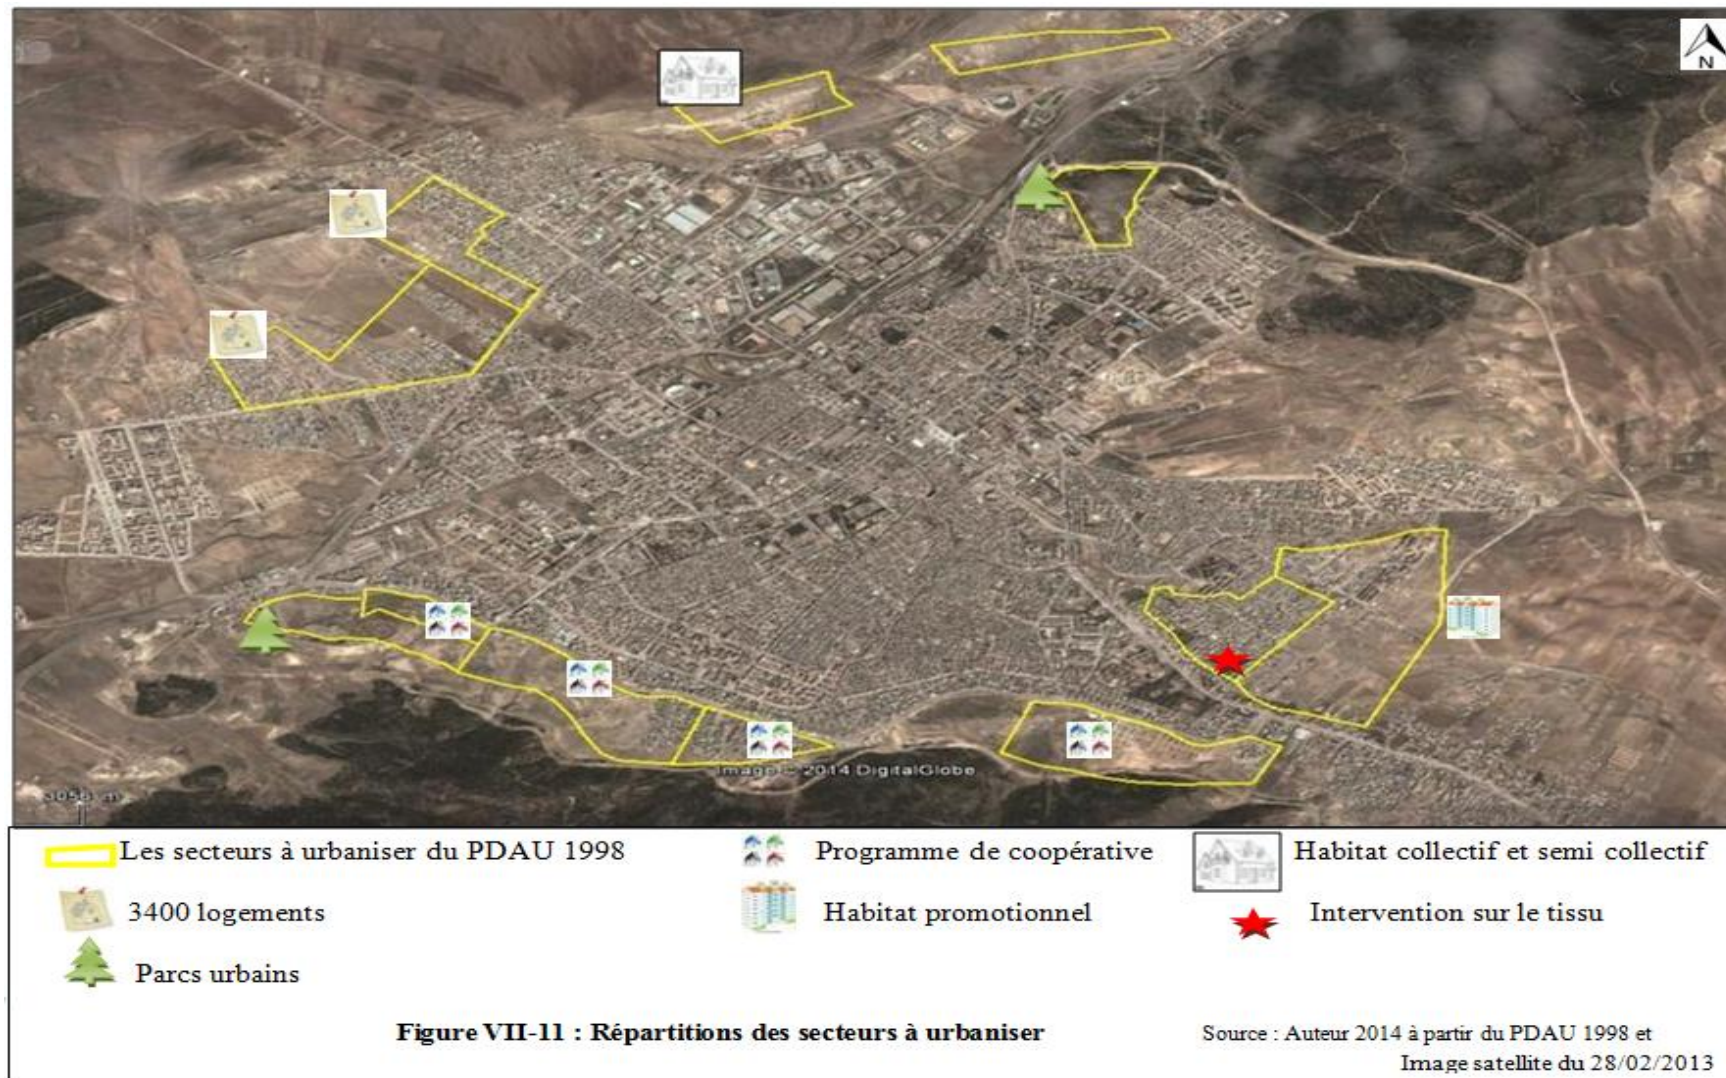 N
Image © 2014 DigitalGlobe
3058 m
Les secteurs à urbaniser du PDAU 1998
Programme de coopérative
Habitat collectif et semi collectif
3400 logements
Habitat promotionnel
Intervention sur le tissu
Parcs urbains
Figure VII-11 : Répartitions des secteurs à urbaniser
Source : Auteur 2014 à partir du PDAU 1998 et
Image satellite du 28/02/2013